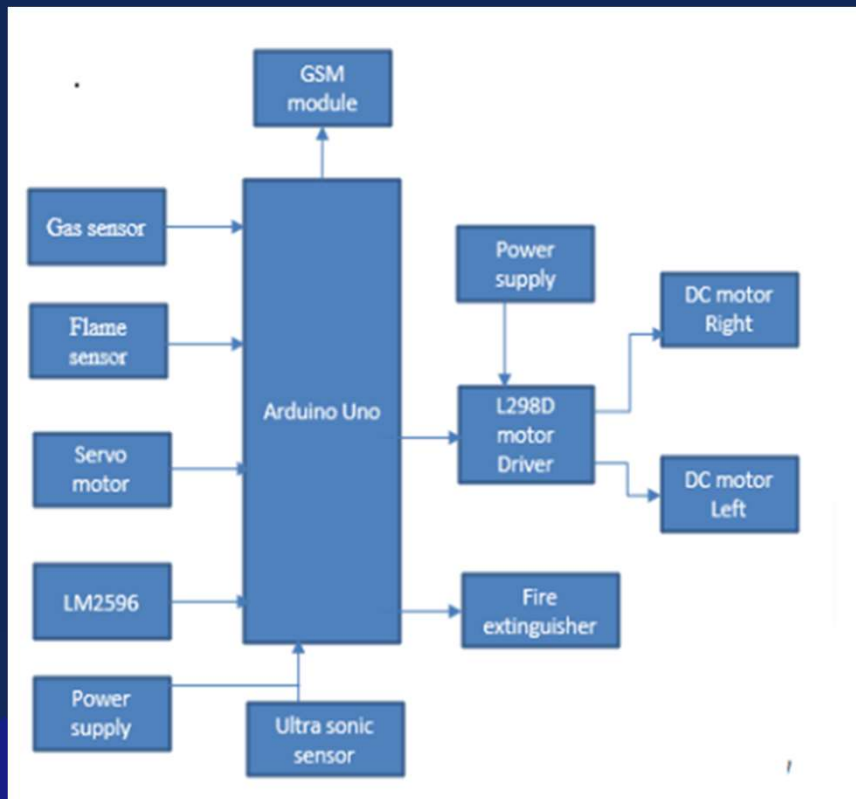 GSM
module
Gas sensor
Flame
sensor
Servo
motor
LM2596
Power
supply
Arduino Uno
Ultra sonic
sensor
Power
supply
L298D
motor
Driver
Fire
extinguisher
DC motor
Right
DC motor
Left